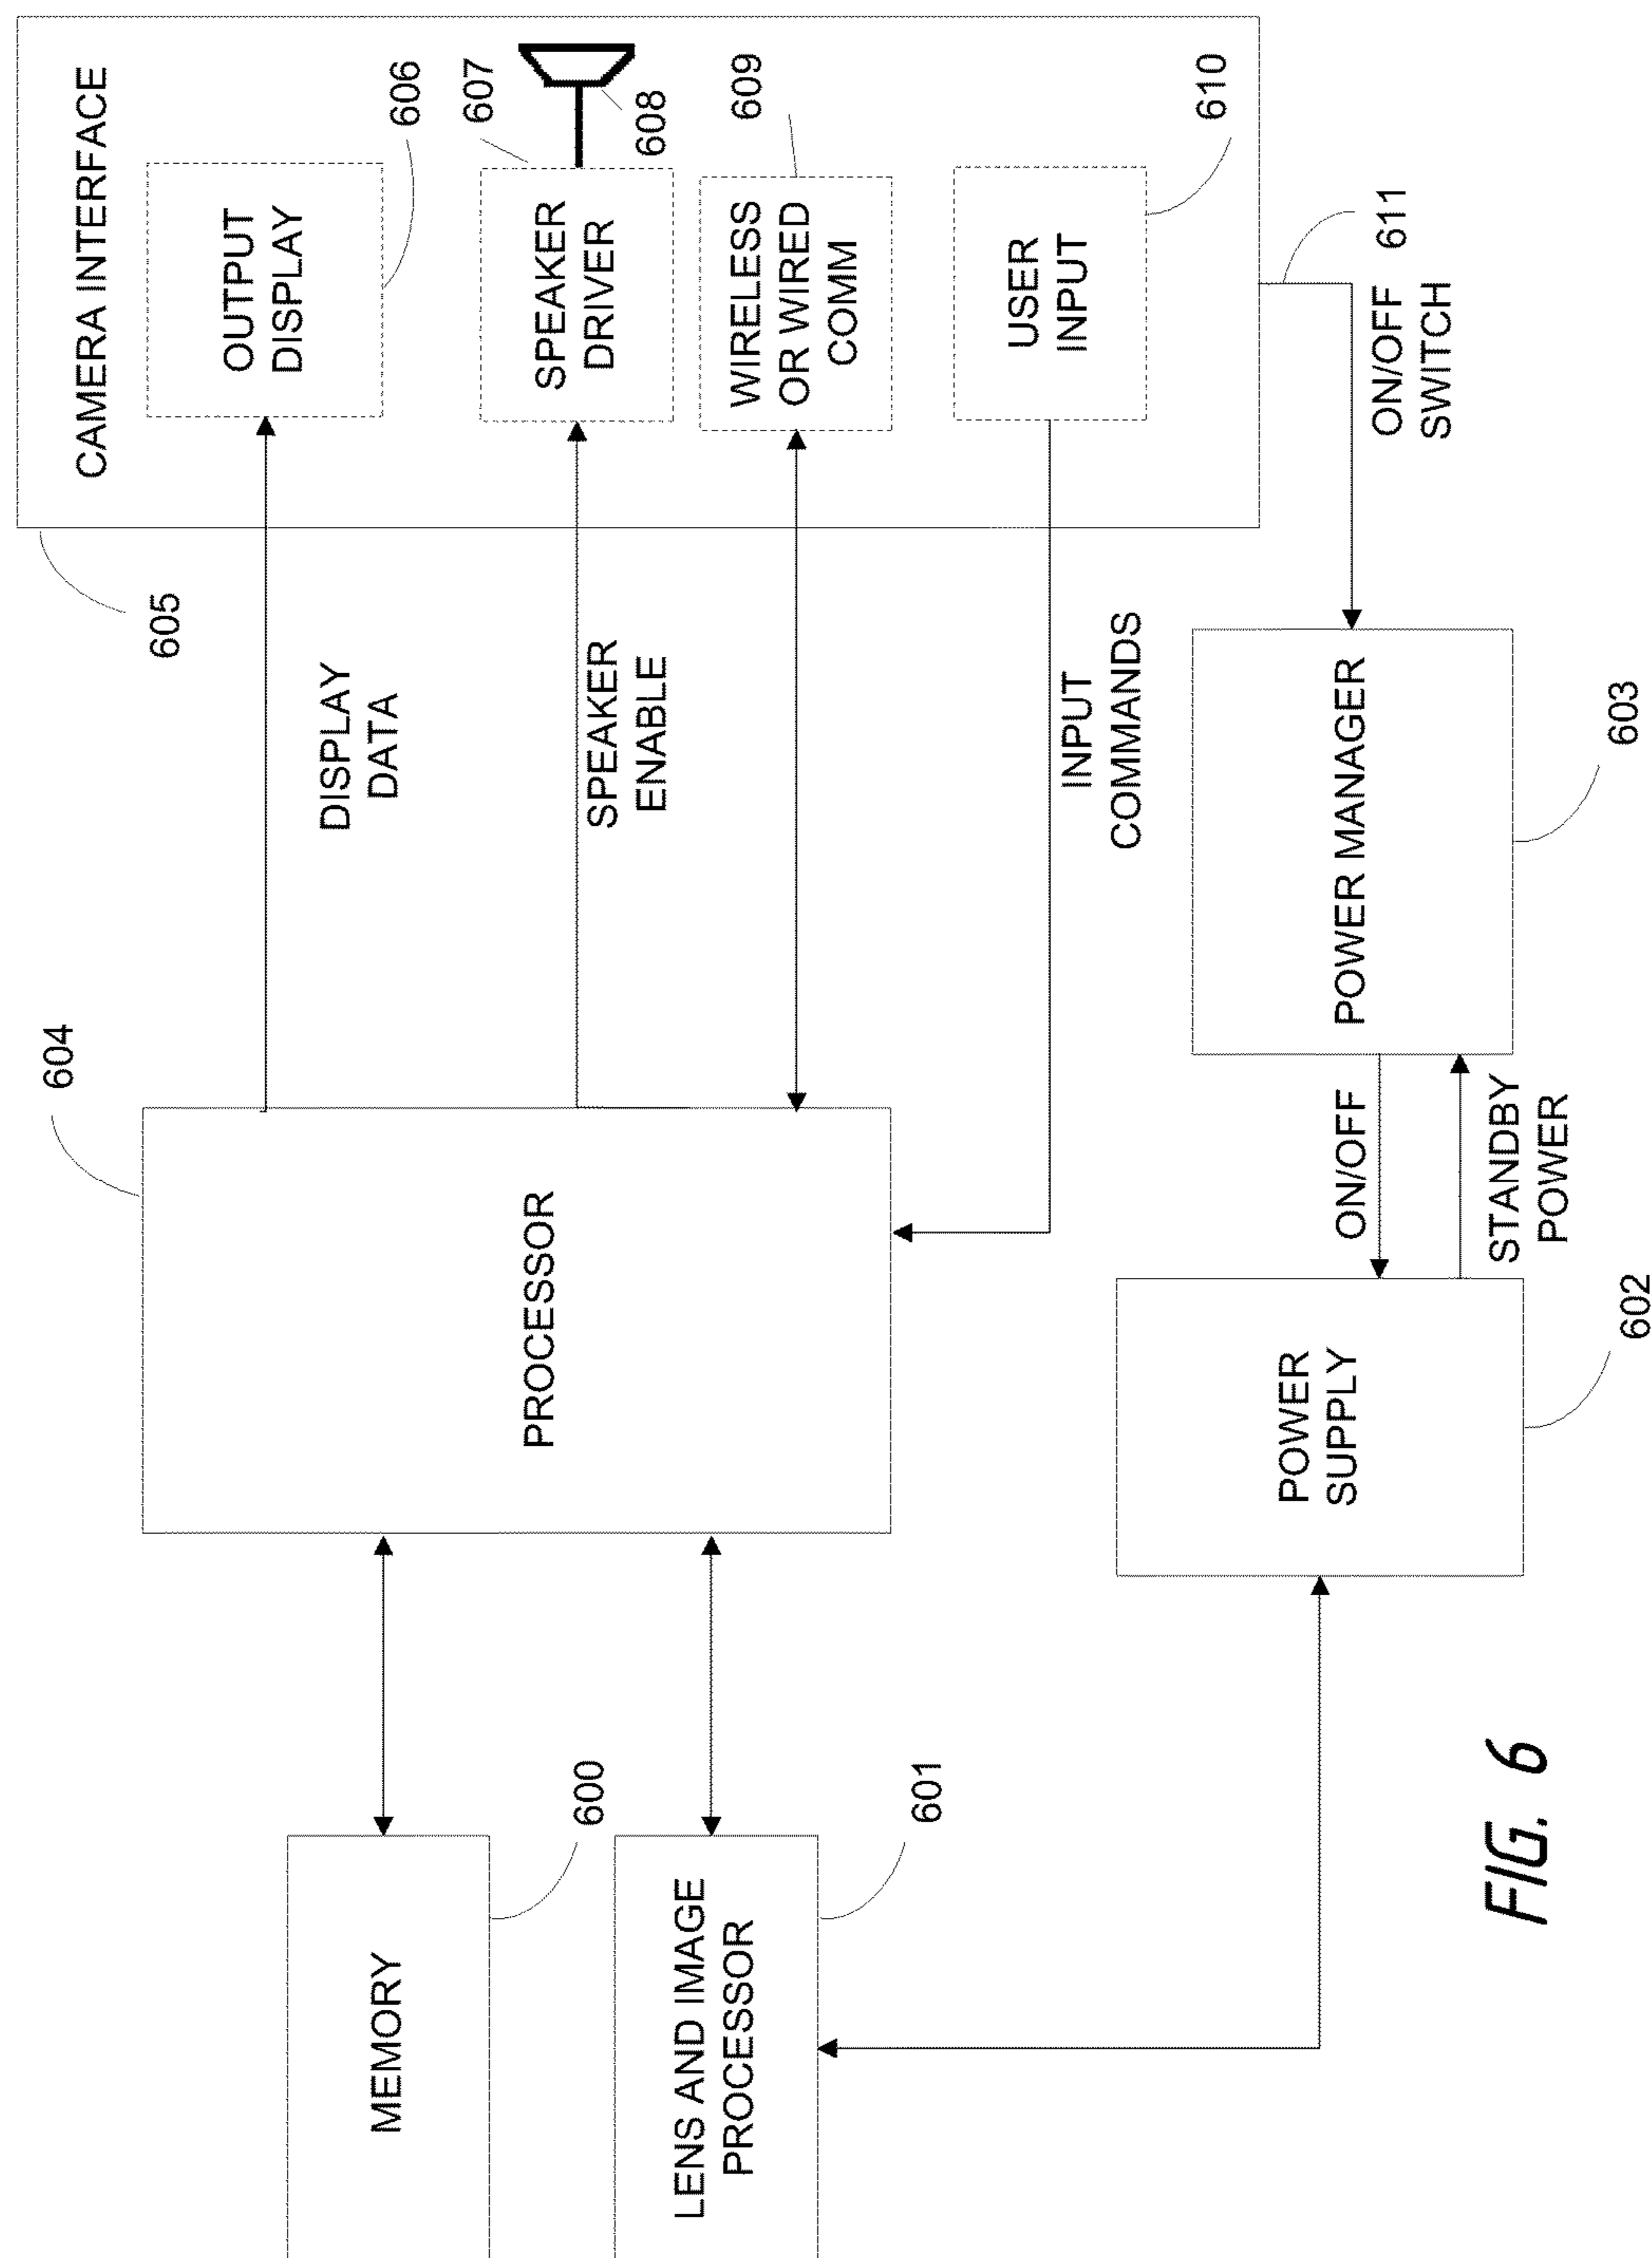 CAMERA INTERFACE
605
OUTPUT
DISPLAY
606
607
SPEAKER
DRIVER
608
WIRELESS
OR WIRED
COMM
609
USER
INPUT
610
611
ON/OFF
SWITCH
DISPLAY
DATA
SPEAKER
ENABLE
INPUT
COMMANDS
604
PROCESSOR
POWER MANAGER
603
ON/OFF
STANDBY
POWER
POWER
SUPPLY
602
MEMORY
600
LENS AND IMAGE
PROCESSOR
601
FIG. 6